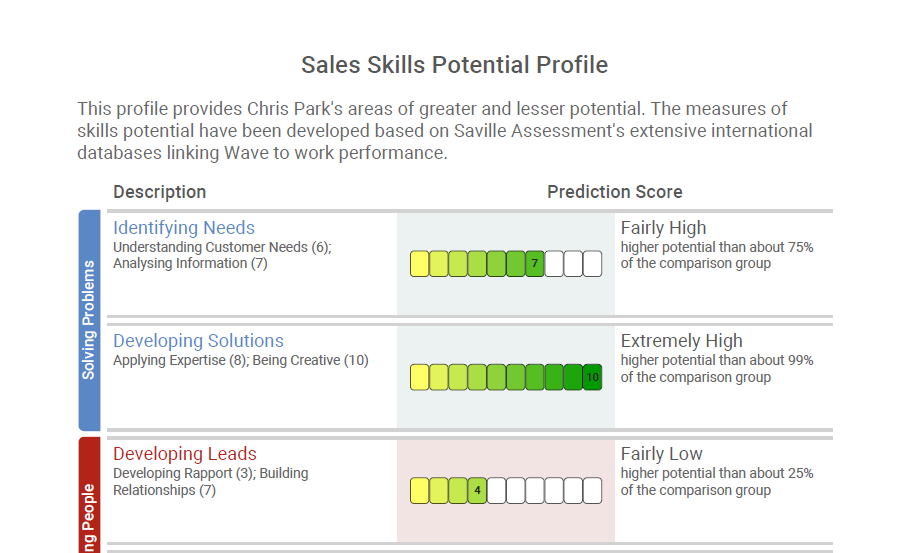 Sales Skills Potential Profile
This profile provides Chris Park's areas of greater and lesser potential. The measures of
skills potential have been developed based on Saville Assessment's extensive international
databases linking Wave to work performance.
Description
Prediction Score
Solving Problems
Identifying Needs
Understanding Customer Needs (6);
Analysing Information (7)
7
Fairly High
higher potential than about 75%
of the comparison group
Developing Solutions
Applying Expertise (8); Being Creative (10)
10
Extremely High
higher potential than about 99%
of the comparison group
ng People
Developing Leads
Developing Rapport (3); Building
Relationships (7)
4
Fairly Low
higher potential than about 25%
of the comparison group